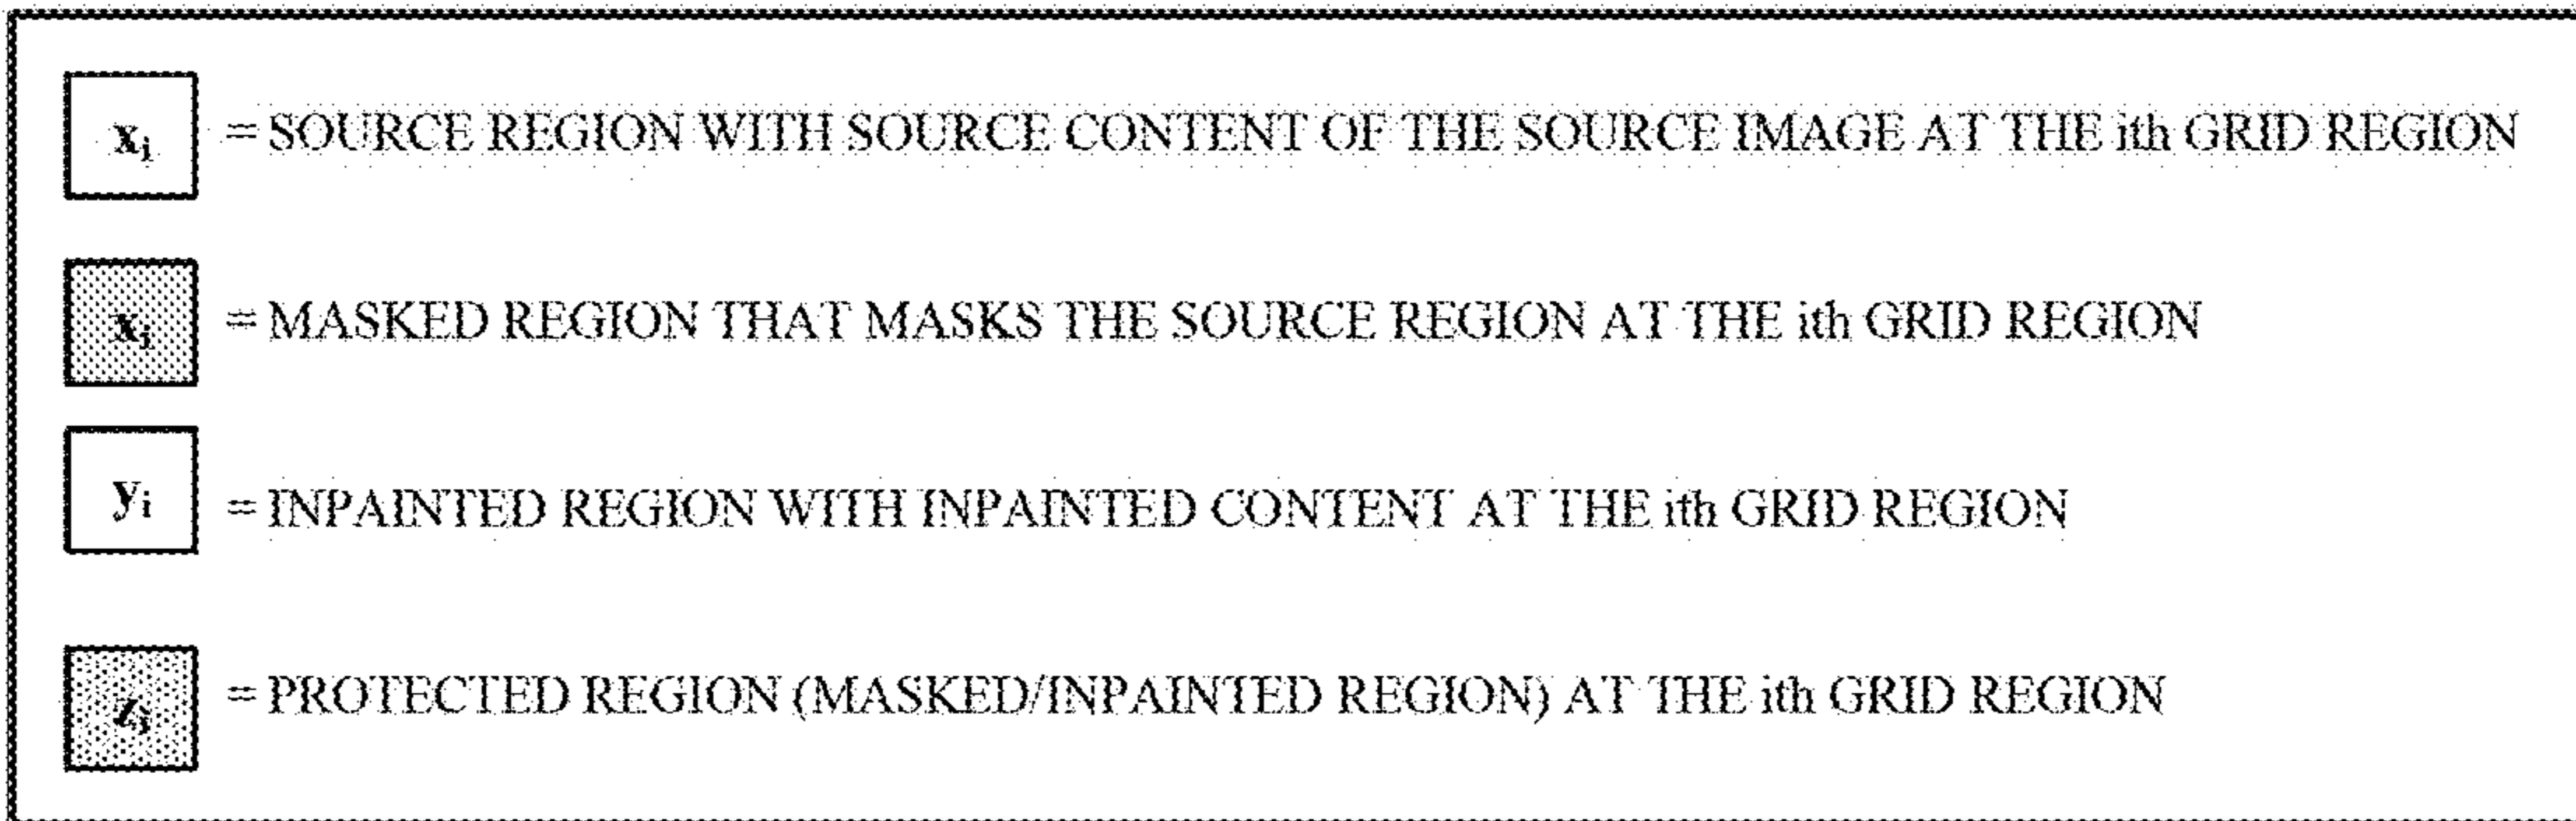 xᵢ = SOURCE REGION WITH SOURCE CONTENT OF THE SOURCE IMAGE AT THE ith GRID REGION
xᵢ = MASKED REGION THAT MASKS THE SOURCE REGION AT THE ith GRID REGION
yᵢ = INPAINTED REGION WITH INPAINTED CONTENT AT THE ith GRID REGION
zᵢ = PROTECTED REGION (MASKED/INPAINTED REGION) AT THE ith GRID REGION